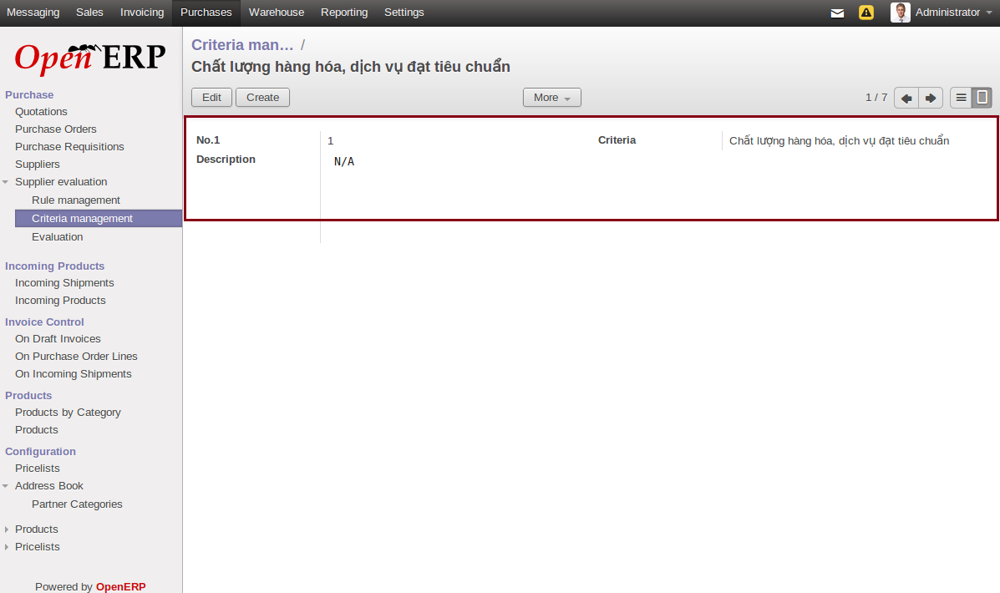 Messaging Sales Invoicing Purchases Warehouse Reporting Settings Administrator
OpenERP
Criteria man... /
Chất lượng hàng hóa, dịch vụ đạt tiêu chuẩn
Edit Create More 1 / 7
No.1 1 Criteria Chất lượng hàng hóa, dịch vụ đạt tiêu chuẩn
Description N/A
Purchase
Quotations
Purchase Orders
Purchase Requisitions
Suppliers
Supplier evaluation
Rule management
Criteria management
Evaluation
Incoming Products
Incoming Shipments
Incoming Products
Invoice Control
On Draft Invoices
On Purchase Order Lines
On Incoming Shipments
Products
Products by Category
Products
Configuration
Pricelists
Address Book
Partner Categories
Products
Pricelists
Powered by OpenERP